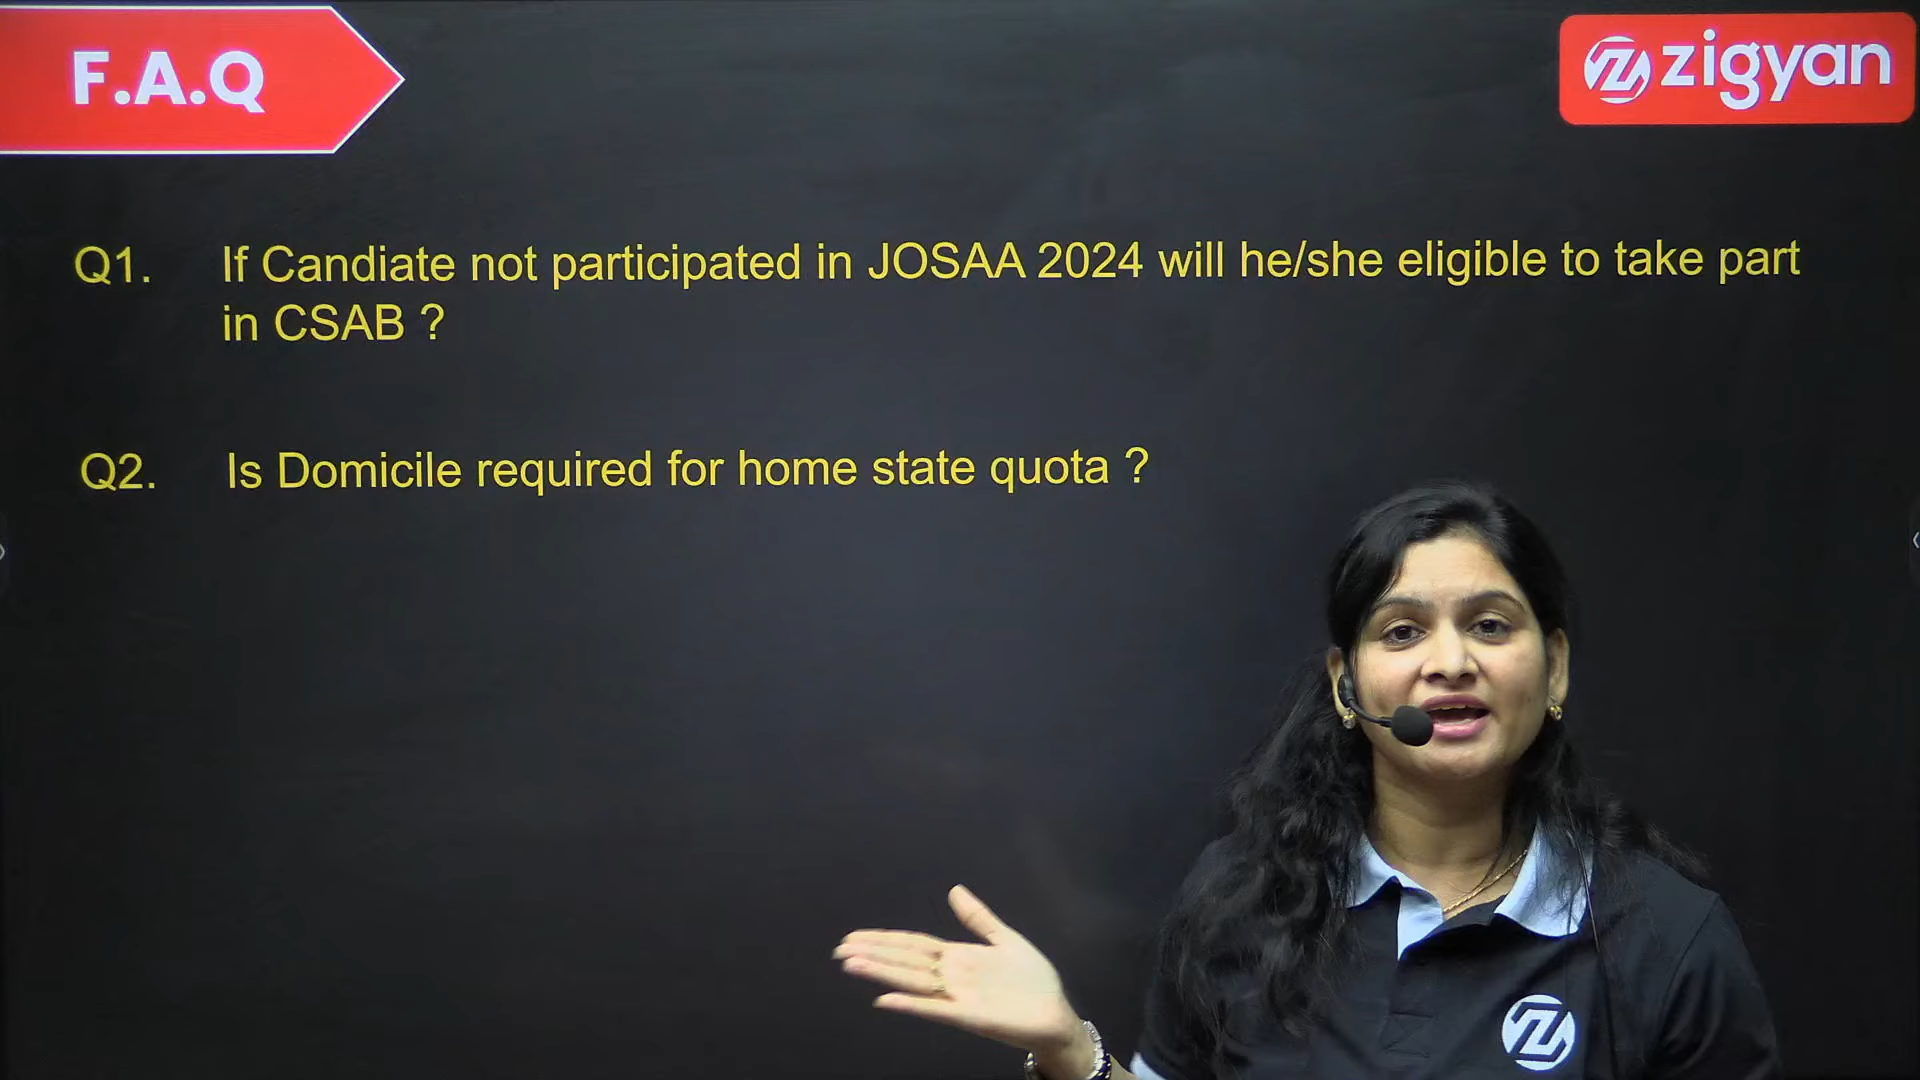 F.A.Q
zigyan
Q1. If Candiate not participated in JOSAA 2024 will he/she eligible to take part
in CSAB ?
Q2. Is Domicile required for home state quota ?